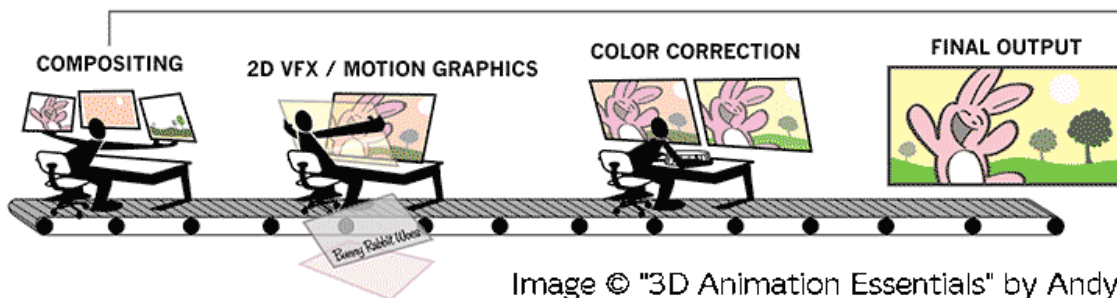 COMPOSITING
2D VFX / MOTION GRAPHICS
COLOR CORRECTION
FINAL OUTPUT
Bunny Rabbit Woes
Image © "3D Animation Essentials" by Andy